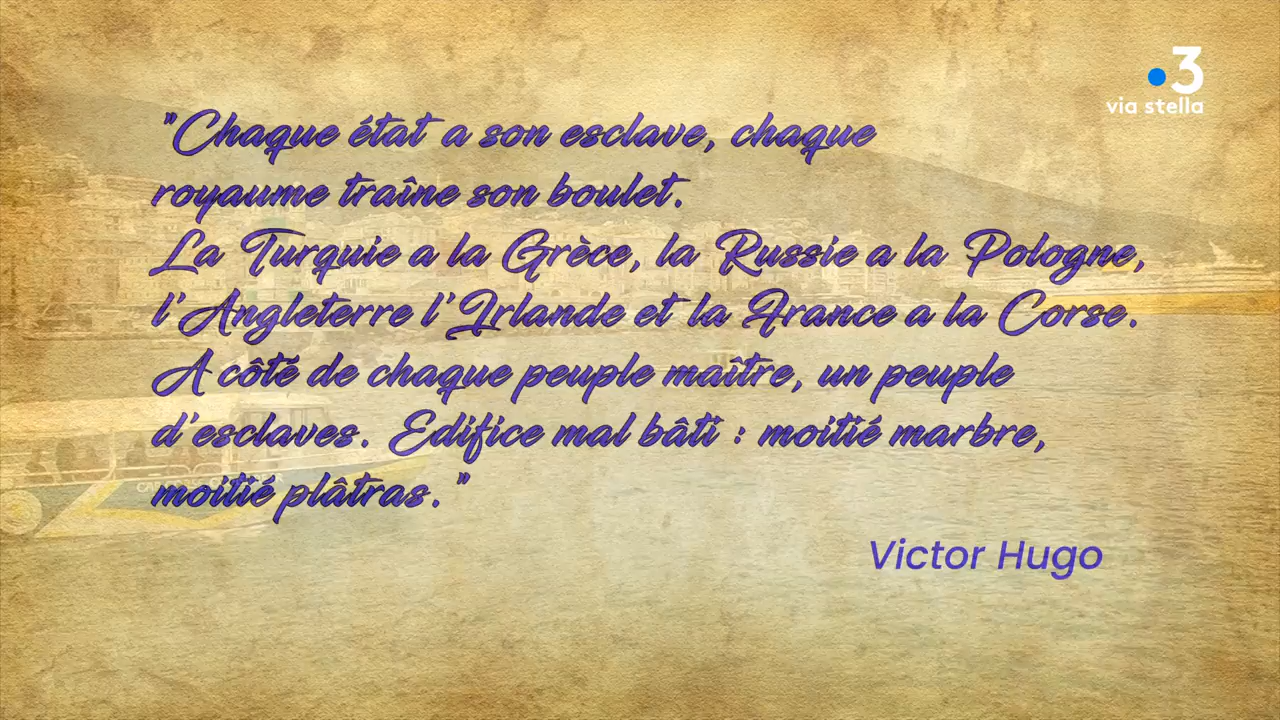 3
via stella
"Chaque état a son esclave, chaque
royaume traîne son boulet.
La Turquie a la Grèce, la Russie a la Pologne,
l'Angleterre l'Irlande et la France a la Corse.
A côté de chaque peuple maître, un peuple
d'esclaves. Edifice mal bâti : moitié marbre,
moitié plâtras."
Victor Hugo